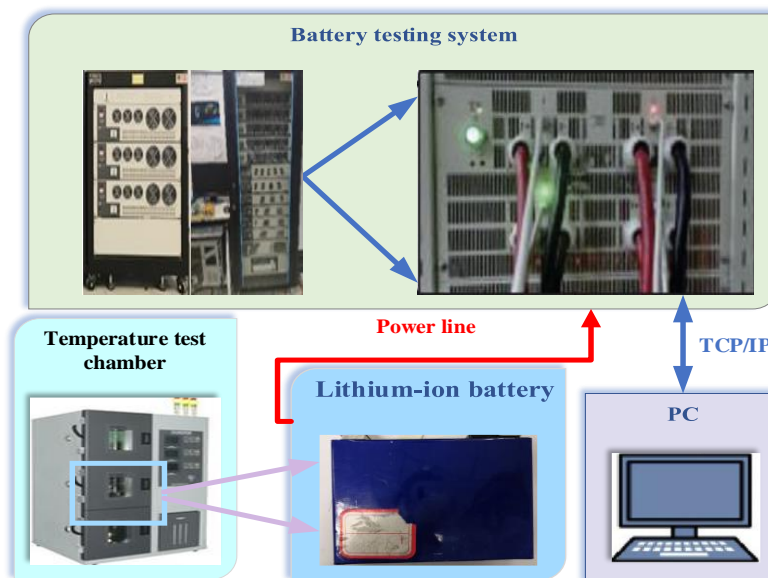 Battery testing system
Power line
TCP/IP
Temperature test
chamber
Lithium-ion battery
PC